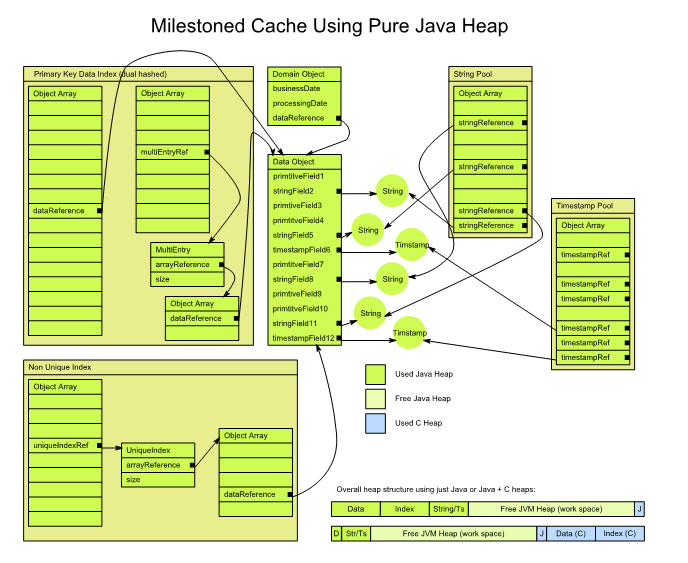 Milestoned Cache Using Pure Java Heap
Primary Key Data Index (dual hashed)
Object Array
dataReference
Object Array
multiEntryRef
MultiEntry
arrayReference
size
Object Array
dataReference
Domain Object
businessDate
processingDate
dataReference
Data Object
primtitveField1
stringField2
primtiveField3
primtiveField4
stringField5
timestampField6
primtitveField7
stringField8
primtiveField9
primtiveField10
stringField11
timestampField12
String
String
Timstamp
String
String
Timstamp
String Pool
Object Array
stringReference
stringReference
stringReference
stringReference
Timestamp Pool
Object Array
timestampRef
timestampRef
timestampRef
timestampRef
timestampRef
timestampRef
Non Unique Index
Object Array
uniqueIndexRef
UniqueIndex
arrayReference
size
Object Array
dataReference
Used Java Heap
Free Java Heap
Used C Heap
Overall heap structure using just Java or Java + C heaps:
Data Index String/Ts Free JVM Heap (work space) J
D Str/Ts Free JVM Heap (work space) J Data (C) Index (C)